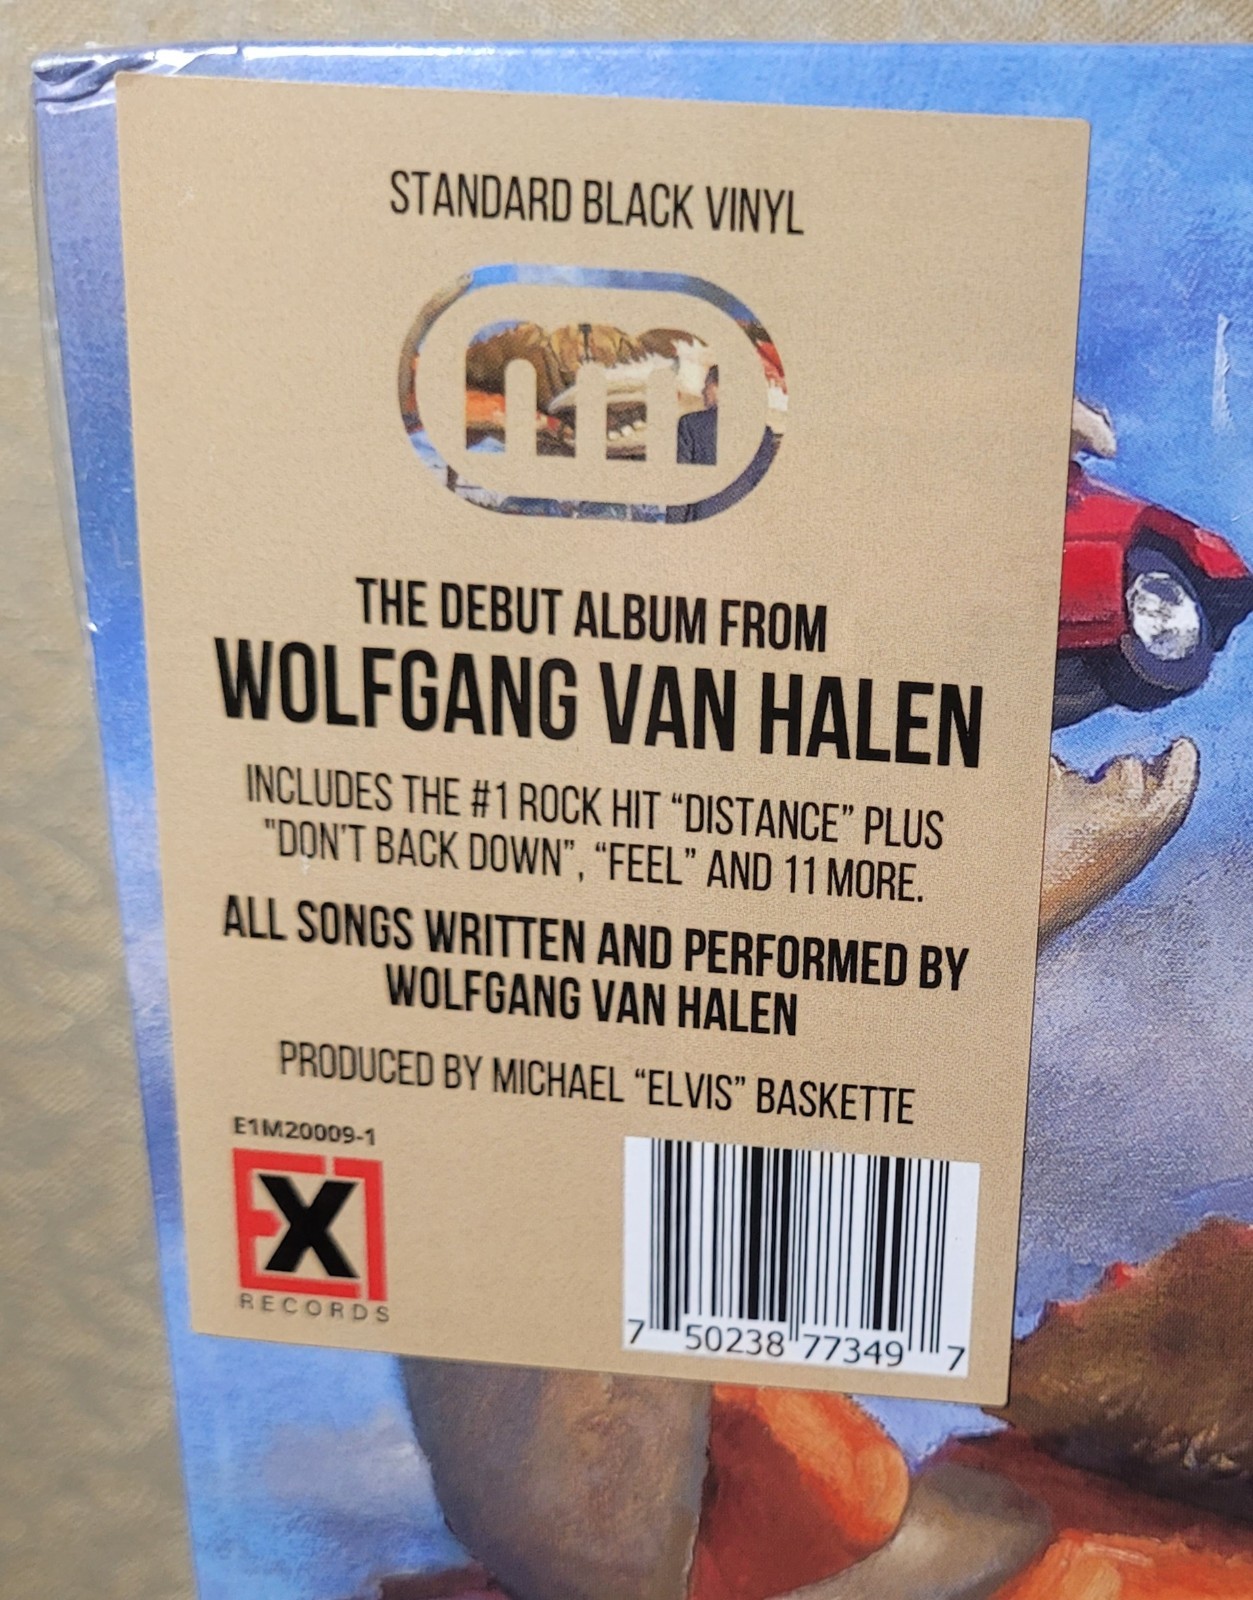 STANDARD BLACK VINYL
m
THE DEBUT ALBUM FROM
WOLFGANG VAN HALEN
INCLUDES THE #1 ROCK HIT “DISTANCE” PLUS
"DON'T BACK DOWN”, “FEEL” AND 11 MORE.
ALL SONGS WRITTEN AND PERFORMED BY
WOLFGANG VAN HALEN
PRODUCED BY MICHAEL “ELVIS” BASKETTE
E1M20009-1
EX1
RECORDS
7 50238 77349 7